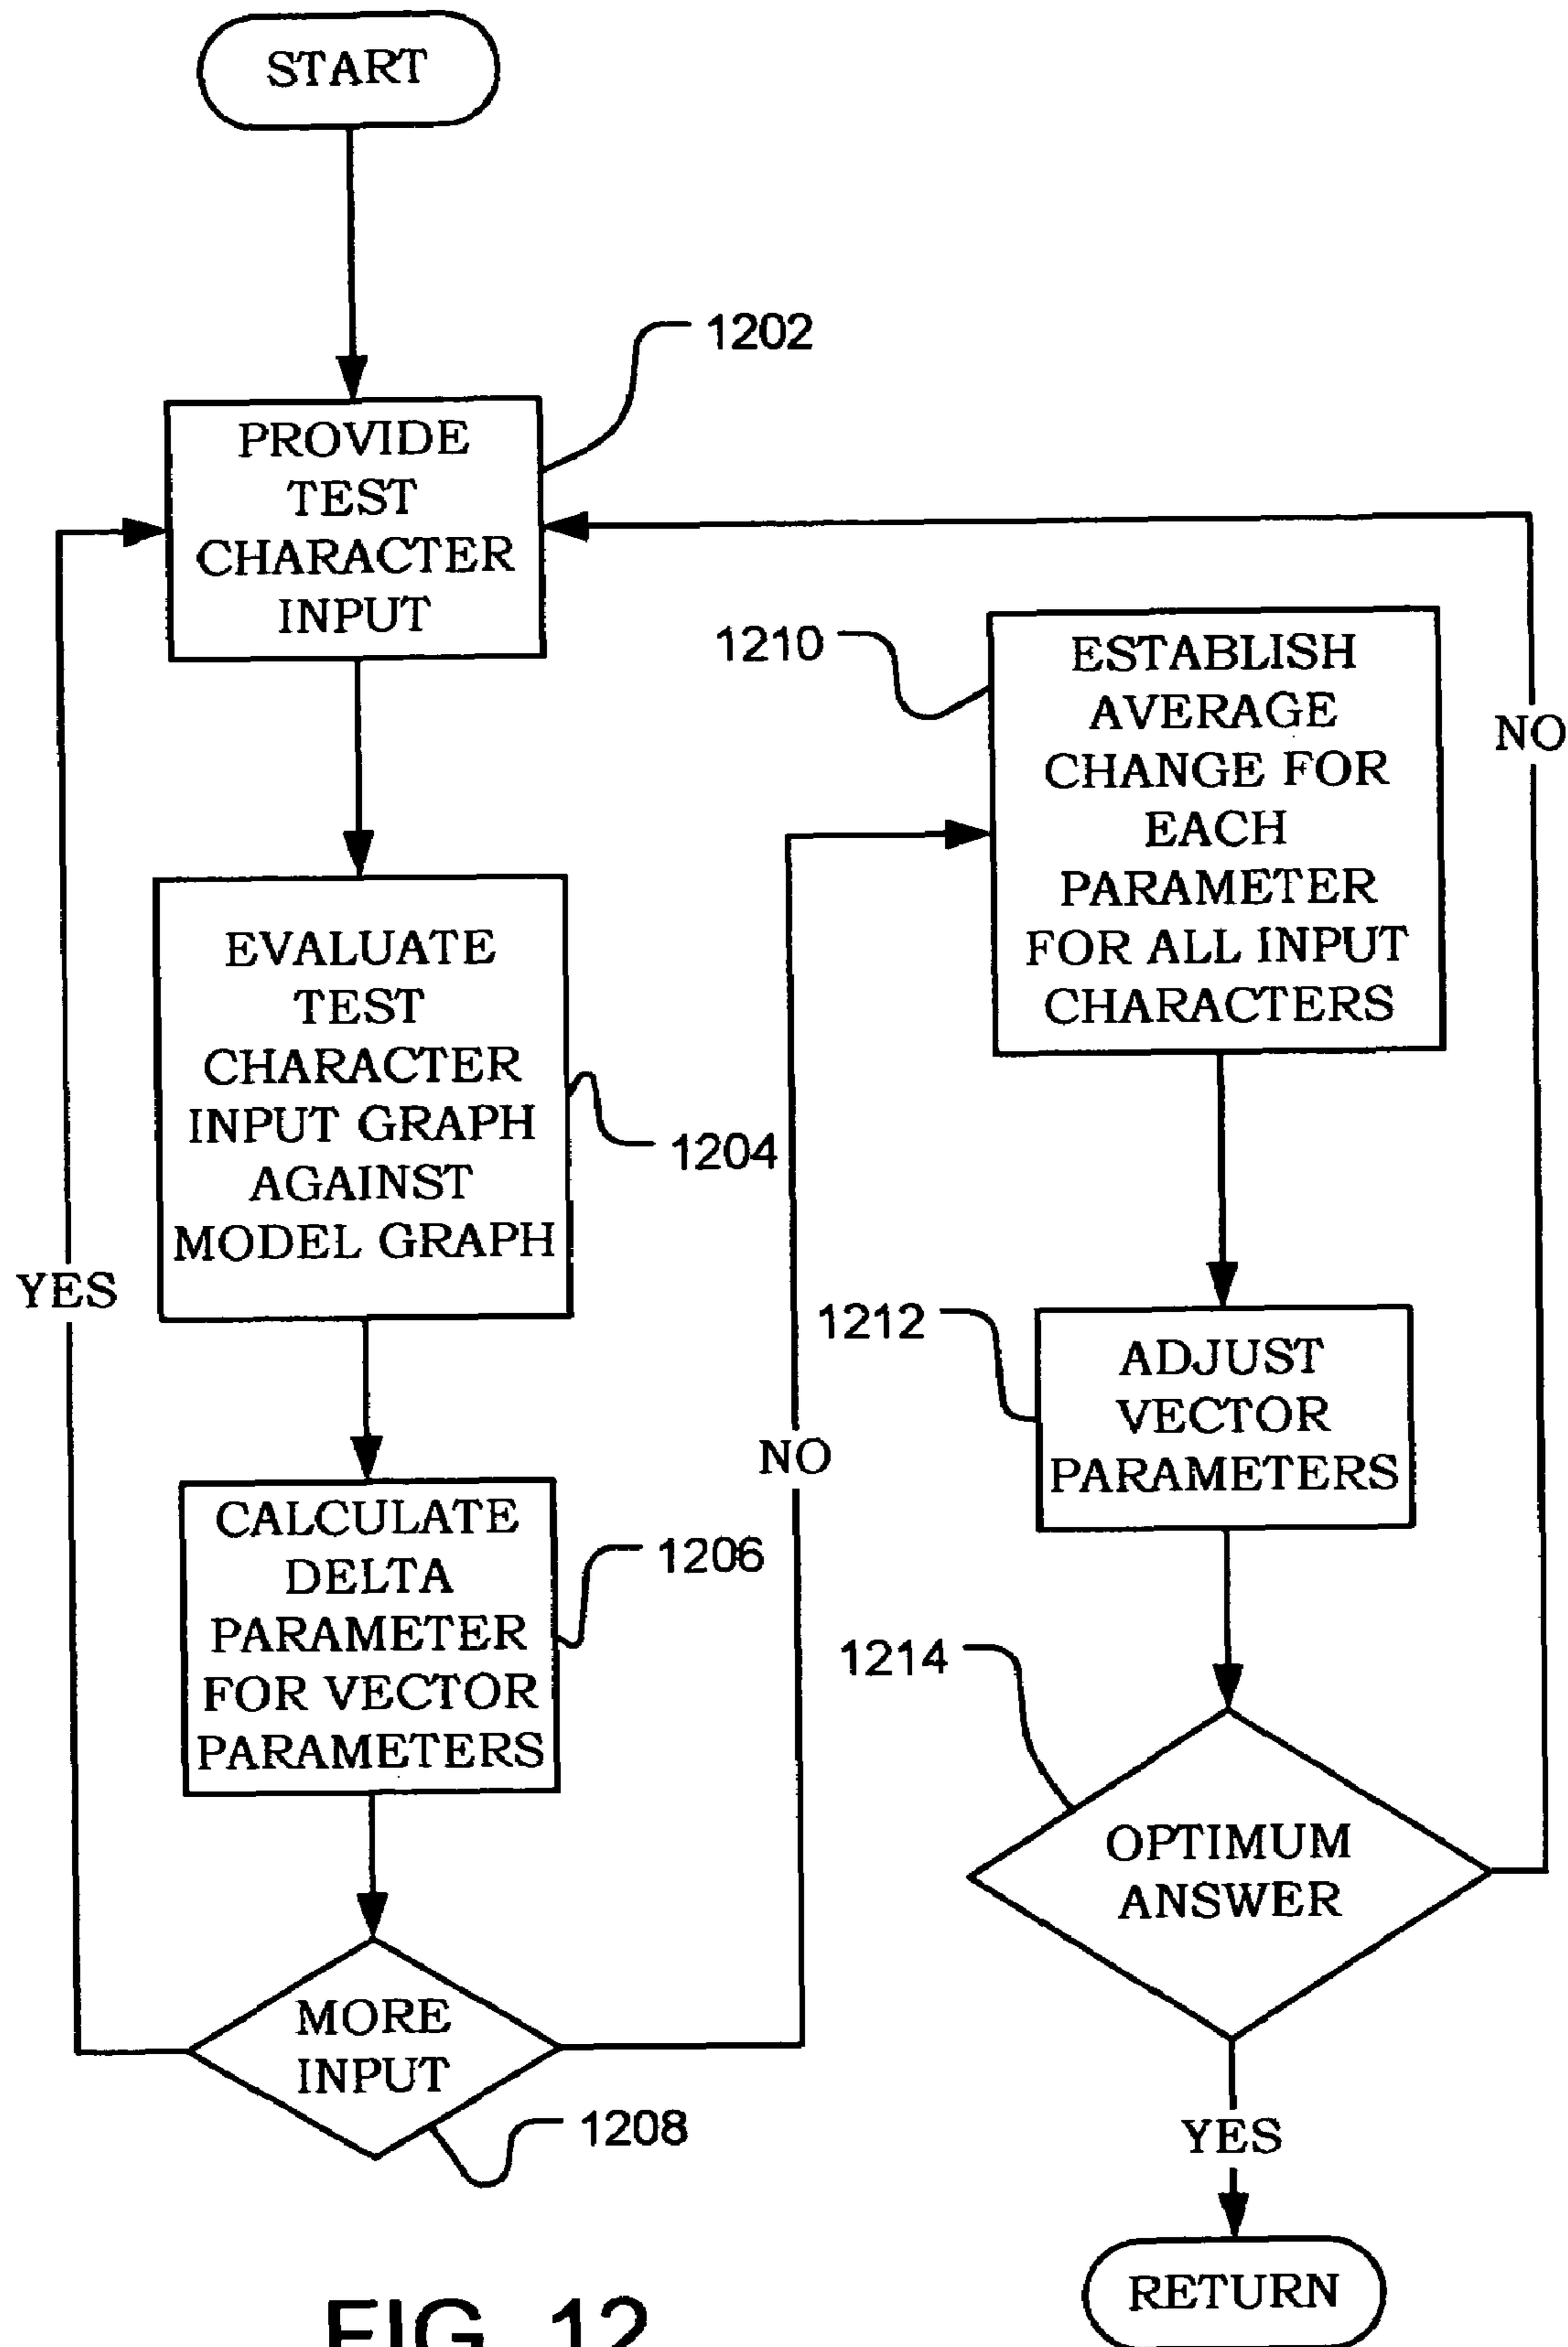 START
1202
PROVIDE
TEST
CHARACTER
INPUT
EVALUATE
TEST
CHARACTER
INPUT GRAPH
AGAINST
MODEL GRAPH
1204
YES
CALCULATE
DELTA
PARAMETER
FOR VECTOR
PARAMETERS
1206
MORE
INPUT
1208
NO
1210
ESTABLISH
AVERAGE
CHANGE FOR
EACH
PARAMETER
FOR ALL INPUT
CHARACTERS
NO
1212
ADJUST
VECTOR
PARAMETERS
1214
OPTIMUM
ANSWER
YES
RETURN
FIG. 12